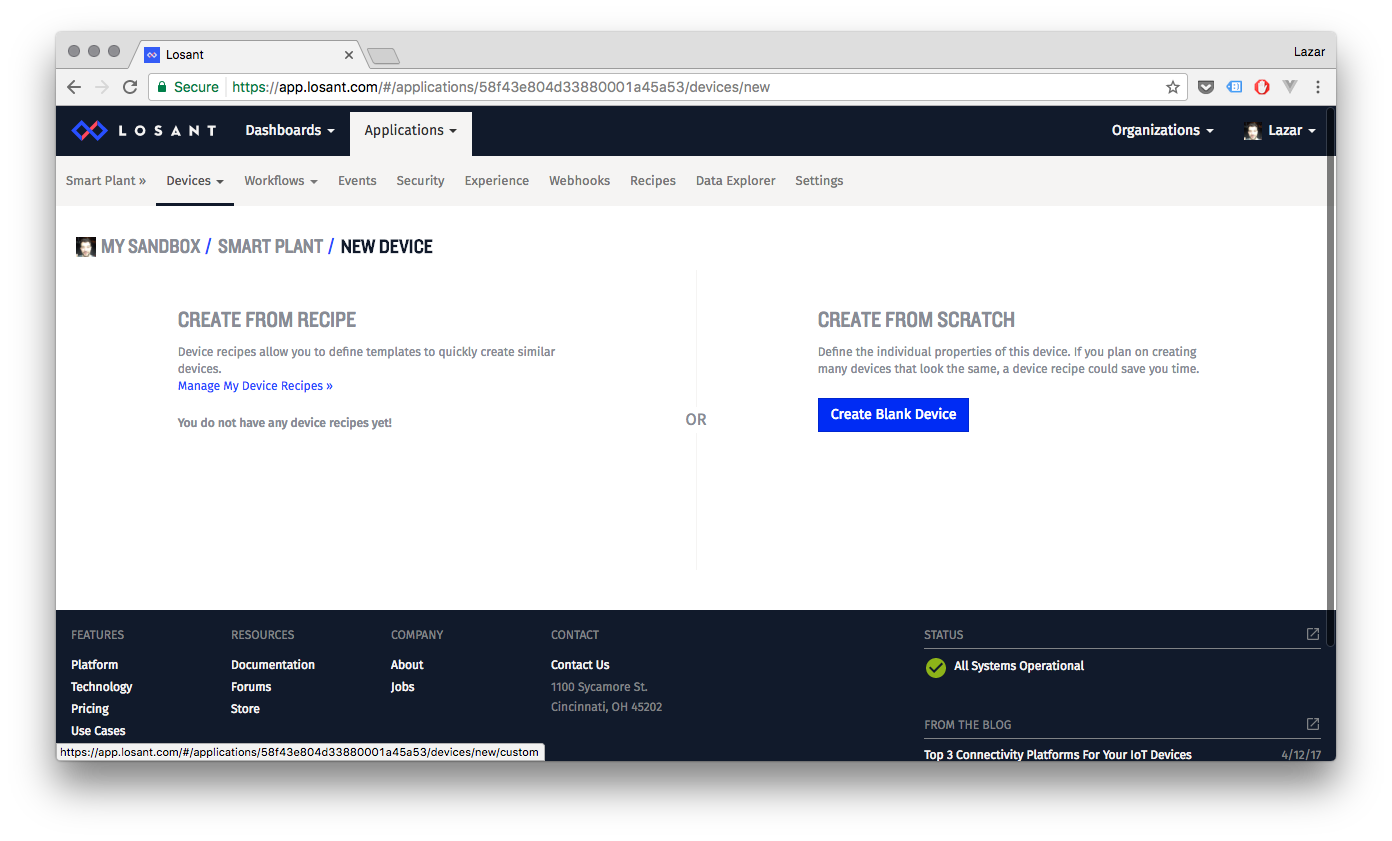 Losant
Lazar
Secure https://app.losant.com/#/applications/58f43e804d33880001a45a53/devices/new
LOSANT Dashboards Applications Organizations Lazar
Smart Plant » Devices Workflows Events Security Experience Webhooks Recipes Data Explorer Settings
MY SANDBOX / SMART PLANT / NEW DEVICE
CREATE FROM RECIPE
Device recipes allow you to define templates to quickly create similar
devices.
Manage My Device Recipes »
You do not have any device recipes yet!
OR
CREATE FROM SCRATCH
Define the individual properties of this device. If you plan on creating
many devices that look the same, a device recipe could save you time.
Create Blank Device
FEATURES
Platform
Technology
Pricing
Use Cases
RESOURCES
Documentation
Forums
Store
COMPANY
About
Jobs
CONTACT
Contact Us
1100 Sycamore St.
Cincinnati, OH 45202
STATUS
All Systems Operational
FROM THE BLOG
Top 3 Connectivity Platforms For Your IoT Devices 4/12/17
https://app.losant.com/#/applications/58f43e804d33880001a45a53/devices/new/custom